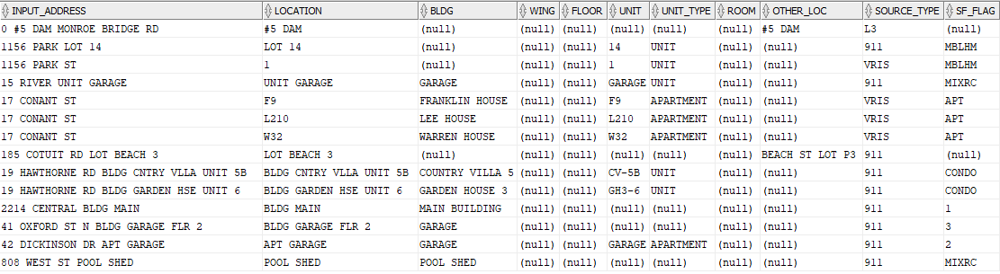 INPUT_ADDRESS LOCATION BLDG WING FLOOR UNIT UNIT_TYPE ROOM OTHER_LOC SOURCE_TYPE SF_FLAG
0 #5 DAM MONROE BRIDGE RD #5 DAM (null) (null) (null) (null) (null) (null) #5 DAM L3 (null)
1156 PARK LOT 14 LOT 14 (null) (null) (null) 14 UNIT (null) (null) 911 MBLHM
1156 PARK ST 1 (null) (null) (null) 1 UNIT (null) (null) VRIS MBLHM
15 RIVER UNIT GARAGE UNIT GARAGE GARAGE (null) (null) GARAGE UNIT (null) (null) 911 MIXRC
17 CONANT ST F9 FRANKLIN HOUSE (null) (null) F9 APARTMENT (null) (null) VRIS APT
17 CONANT ST L210 LEE HOUSE (null) (null) L210 APARTMENT (null) (null) VRIS APT
17 CONANT ST W32 WARREN HOUSE (null) (null) W32 APARTMENT (null) (null) VRIS APT
185 COTUIT RD LOT BEACH 3 LOT BEACH 3 (null) (null) (null) (null) (null) (null) BEACH ST LOT P3 911 (null)
19 HAWTHORNE RD BLDG CNTRY VLLA UNIT 5B BLDG CNTRY VLLA UNIT 5B COUNTRY VILLA 5 (null) (null) CV-5B UNIT (null) (null) 911 CONDO
19 HAWTHORNE RD BLDG GARDEN HSE UNIT 6 BLDG GARDEN HSE UNIT 6 GARDEN HOUSE 3 (null) (null) GH3-6 UNIT (null) (null) 911 CONDO
2214 CENTRAL BLDG MAIN BLDG MAIN MAIN BUILDING (null) (null) (null) (null) (null) (null) 911 1
41 OXFORD ST N BLDG GARAGE FLR 2 BLDG GARAGE FLR 2 GARAGE (null) (null) (null) (null) (null) (null) 911 3
42 DICKINSON DR APT GARAGE APT GARAGE GARAGE (null) (null) GARAGE APARTMENT (null) (null) 911 2
808 WEST ST POOL SHED POOL SHED POOL SHED (null) (null) (null) (null) (null) (null) 911 MIXRC